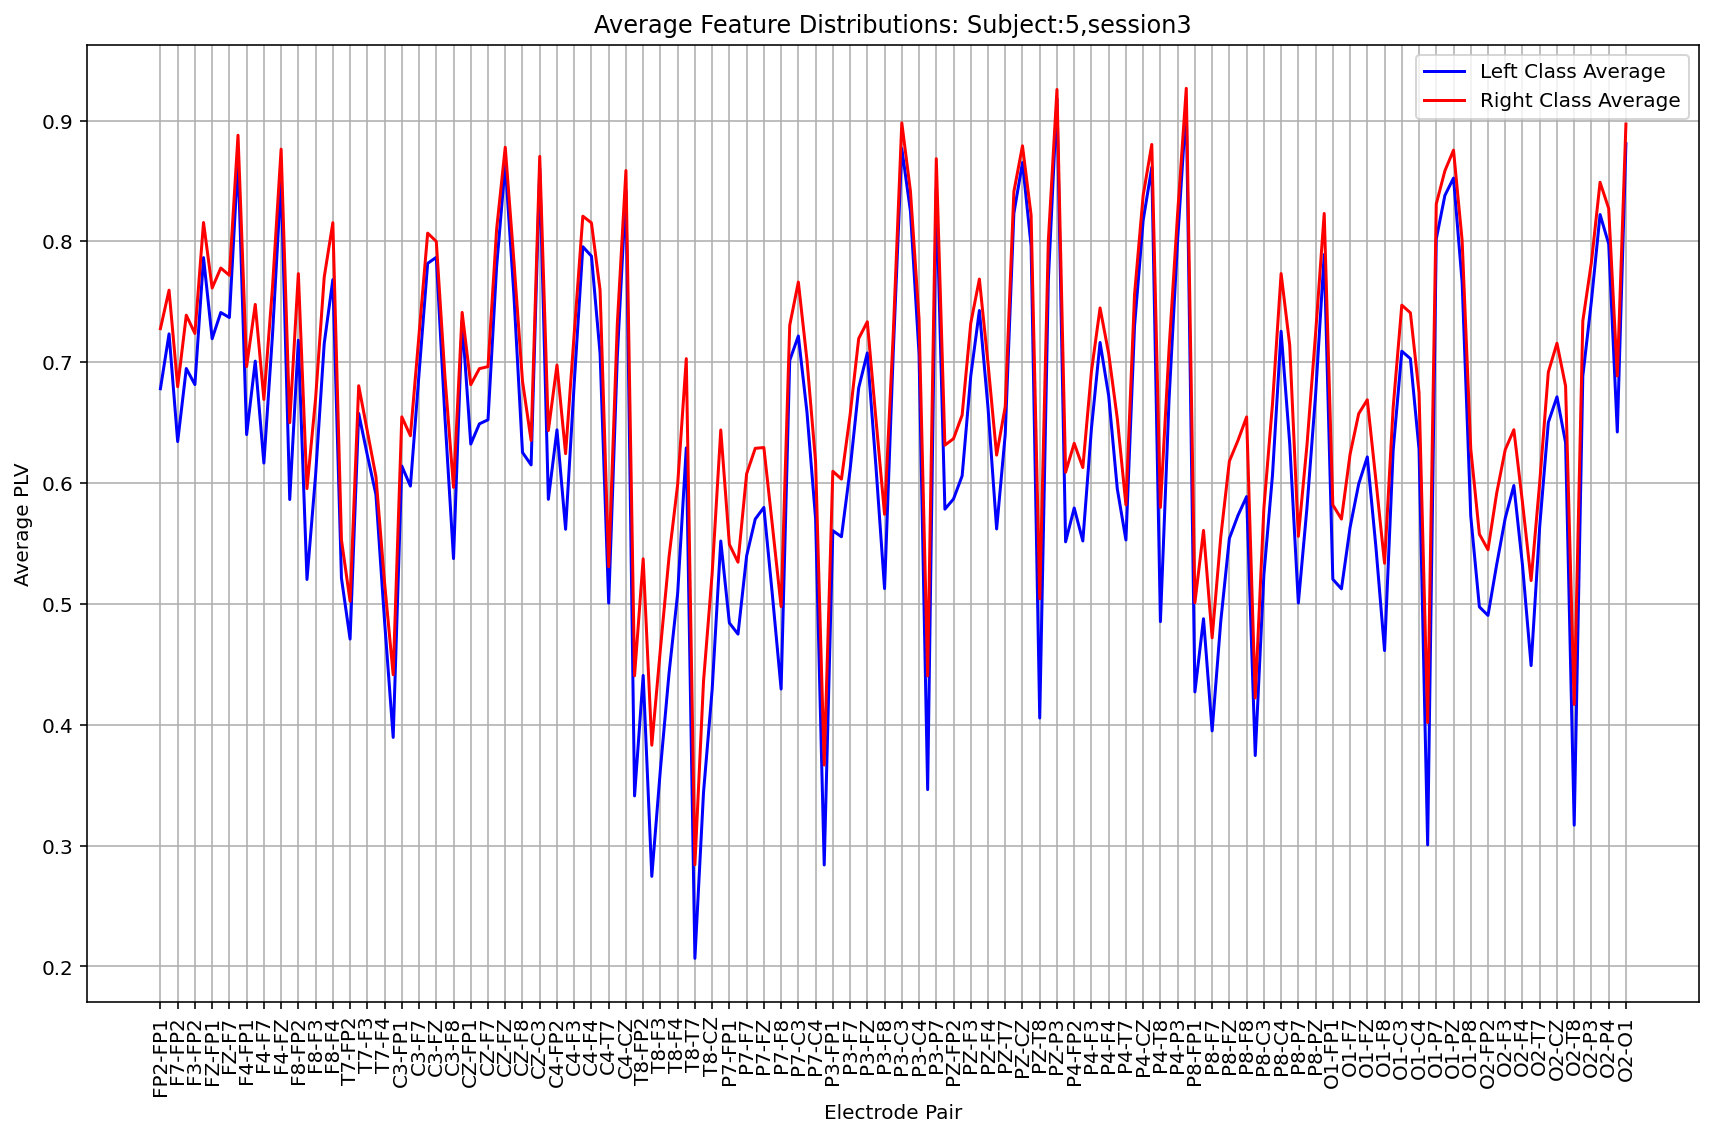 Average Feature Distributions: Subject:5,session3
Left Class Average
Right Class Average
Average PLV
0.9
0.8
0.7
0.6
0.5
0.4
0.3
0.2
FP2-FP1
F7-FP2
F3-FP2
FZ-FP1
FZ-F7
F4-FP1
F4-F7
F4-FZ
F8-FP2
F8-F3
F8-F4
T7-FP2
T7-F3
T7-F4
C3-FP1
C3-F7
C3-FZ
C3-F8
CZ-FP1
CZ-F7
CZ-FZ
CZ-F8
CZ-C3
C4-FP2
C4-F3
C4-F4
C4-T7
C4-CZ
T8-FP2
T8-F3
T8-F4
T8-T7
T8-CZ
P7-FP1
P7-F7
P7-FZ
P7-F8
P7-C3
P7-C4
P3-FP1
P3-F7
P3-FZ
P3-F8
P3-C3
P3-C4
P3-P7
PZ-FP2
PZ-F3
PZ-F4
PZ-T7
PZ-CZ
PZ-T8
PZ-P3
P4-FP2
P4-F3
P4-F4
P4-T7
P4-CZ
P4-T8
P4-P3
P8-FP1
P8-F7
P8-FZ
P8-F8
P8-C3
P8-C4
P8-P7
P8-PZ
O1-FP1
O1-F7
O1-FZ
O1-F8
O1-C3
O1-C4
O1-P7
O1-PZ
O1-P8
O2-FP2
O2-F3
O2-F4
O2-T7
O2-CZ
O2-T8
O2-P3
O2-P4
O2-O1
Electrode Pair